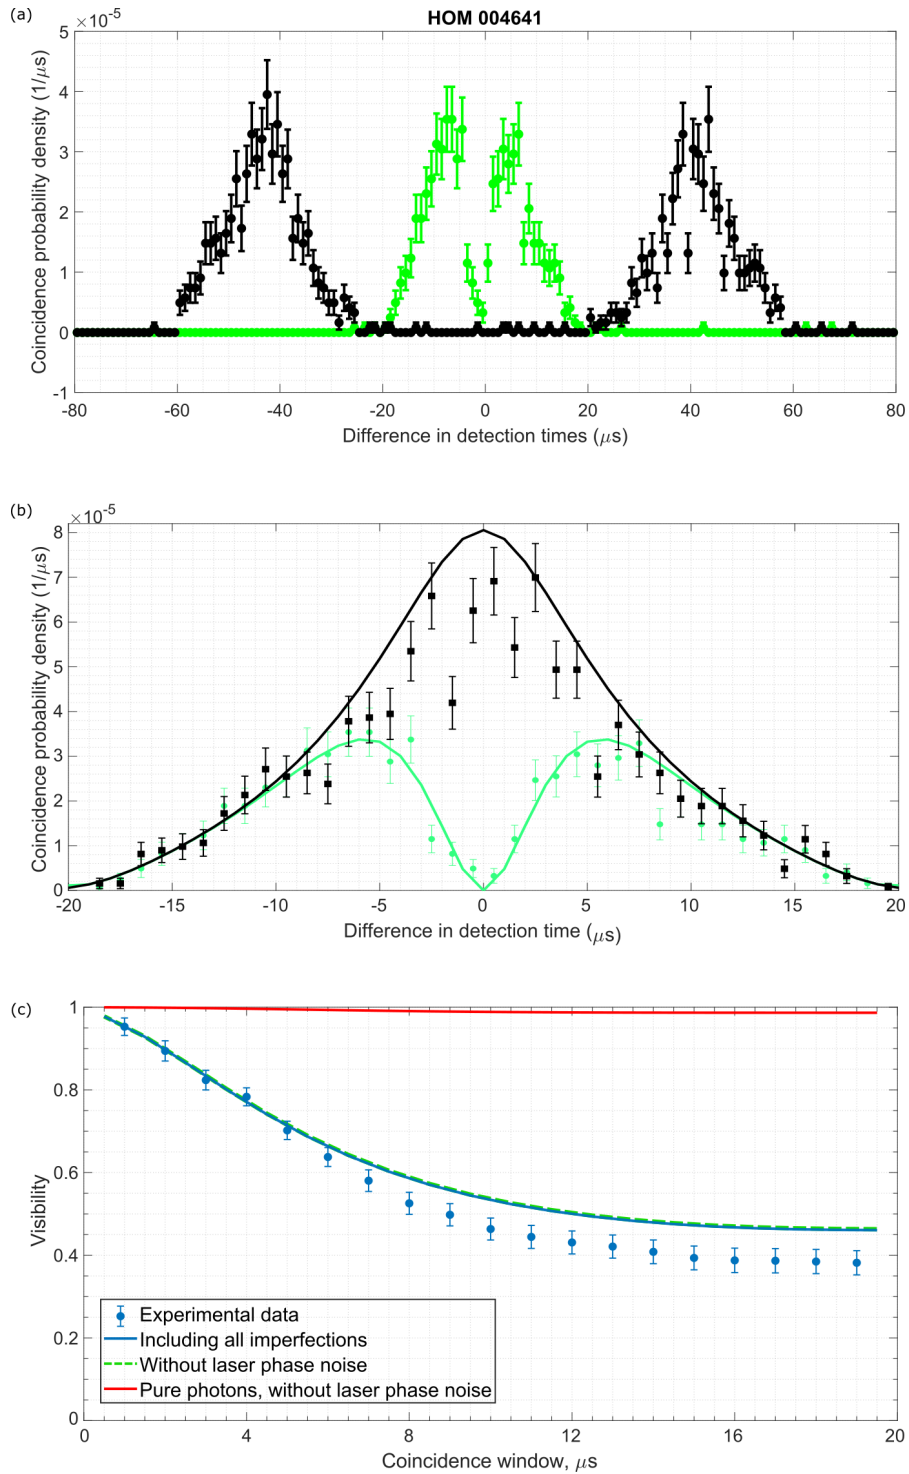 (a)
HOM 004641
×10⁻⁵
Coincidence probability density (1/μs)
5
4
3
2
1
0
-1
-80 -60 -40 -20 0 20 40 60 80
Difference in detection times (μs)
(b)
×10⁻⁵
Coincidence probability density (1/μs)
8
7
6
5
4
3
2
1
0
-20 -15 -10 -5 0 5 10 15 20
Difference in detection time (μs)
(c)
Visibility
1
0.8
0.6
0.4
0.2
0
Experimental data
Including all imperfections
Without laser phase noise
Pure photons, without laser phase noise
0 4 8 12 16 20
Coincidence window, μs